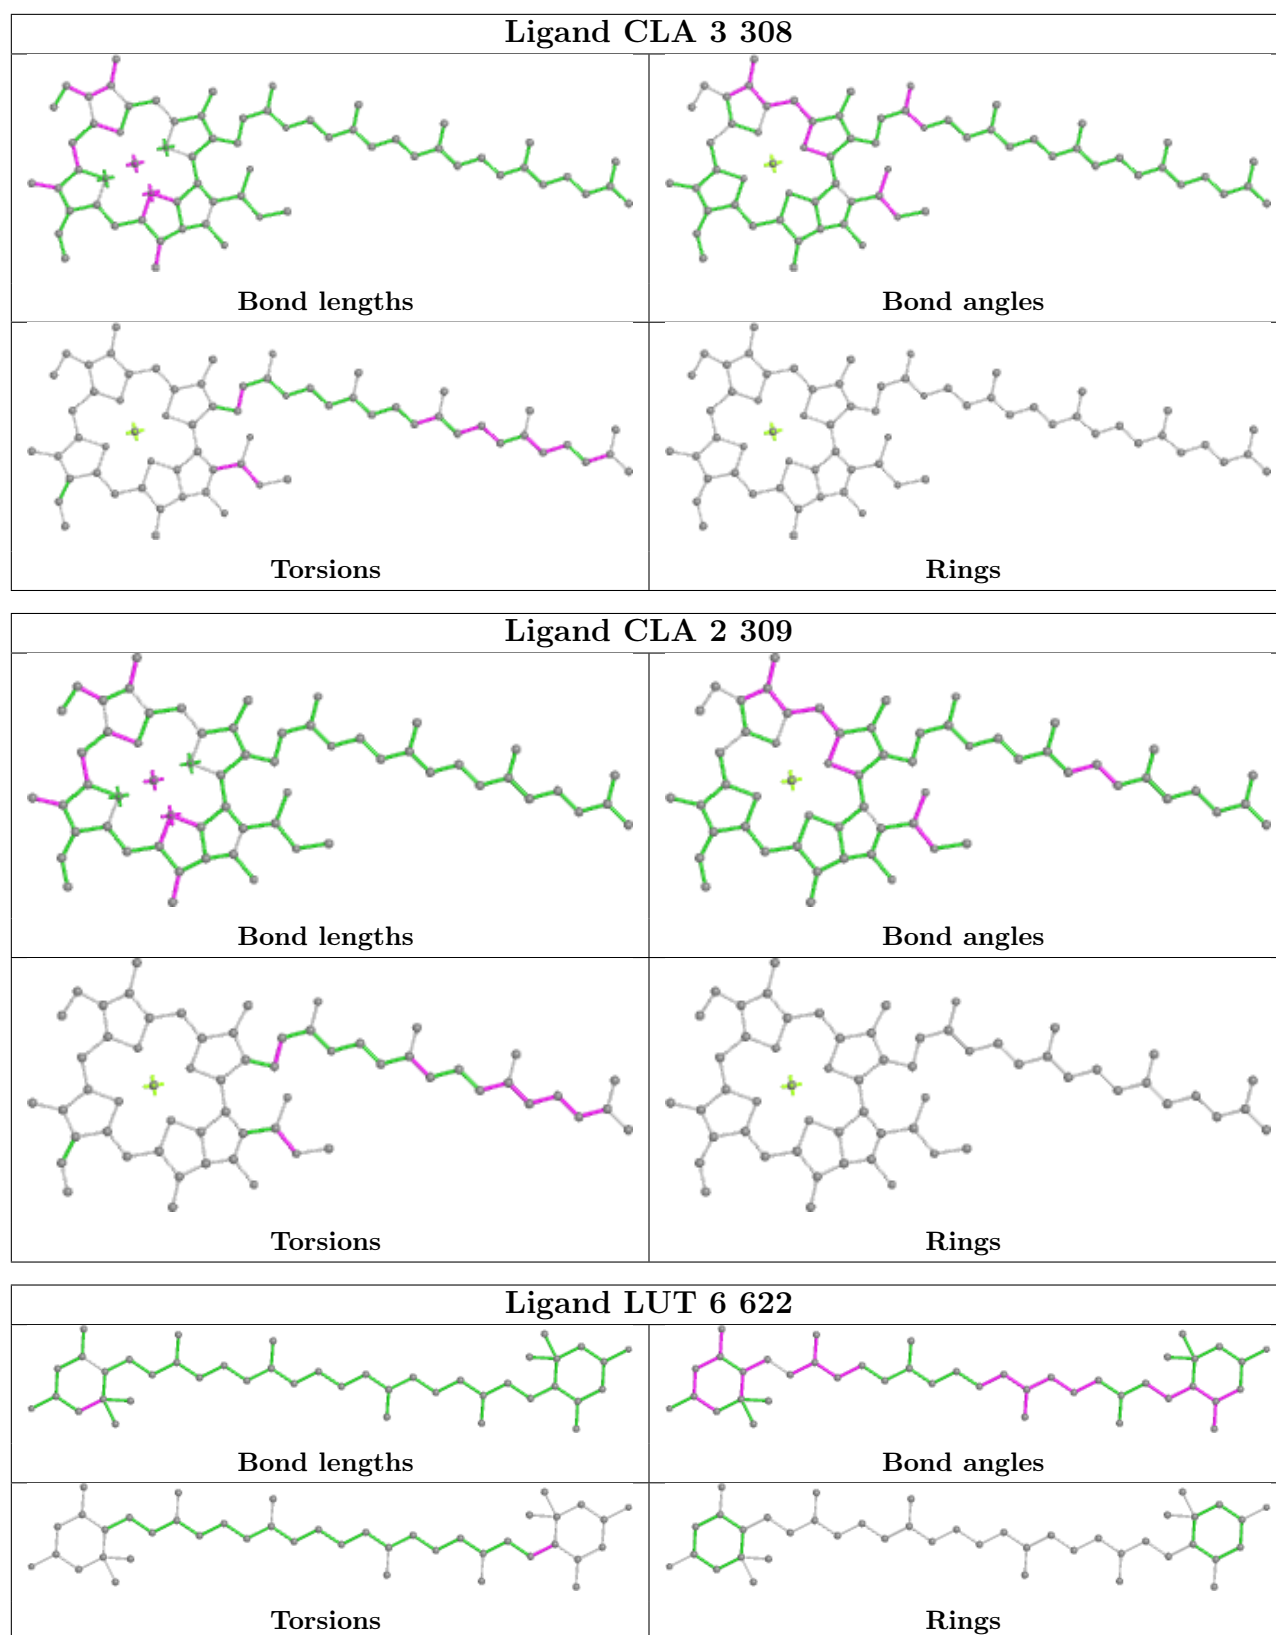 Ligand CLA 3 308
Bond lengths
Bond angles
Torsions
Rings
Ligand CLA 2 309
Bond lengths
Bond angles
Torsions
Rings
Ligand LUT 6 622
Bond lengths
Bond angles
Torsions
Rings